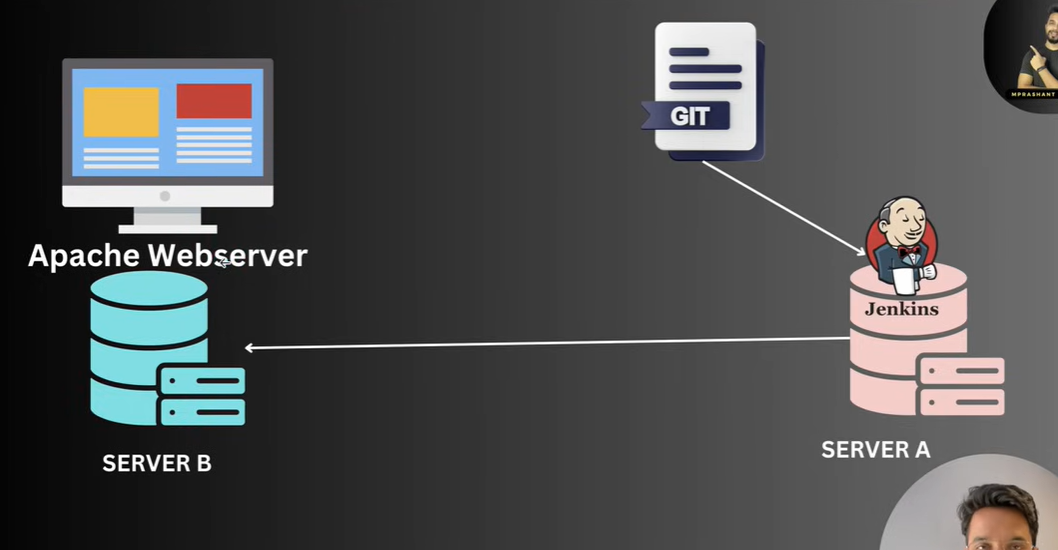 GIT
MPRASHANT
Apache Webserver
Jenkins
SERVER A
SERVER B